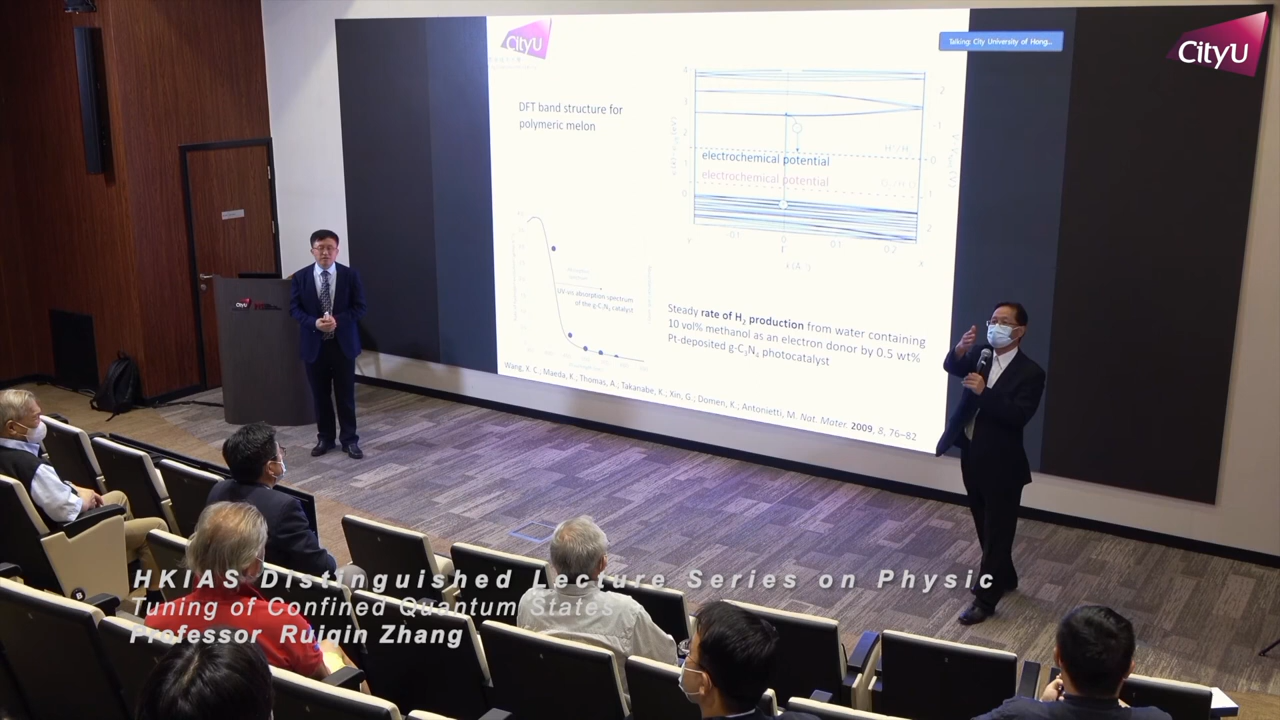 CityU
Talking: City University of Hong...
CityU
DFT band structure for
polymeric melon
electrochemical potential
electrochemical potential
UV-vis absorption spectrum
of the g-C₃N₄ catalyst
Steady rate of H₂ production from water containing
10 vol% methanol as an electron donor by 0.5 wt%
Pt-deposited g-C₃N₄ photocatalyst
Wang, X. C.; Maeda, K.; Thomas, A.; Takanabe, K.; Xin, G.; Domen, K.; Antonietti, M. Nat. Mater. 2009, 8, 76–82
CityU
HKIAS Distinguished Lecture Series on Physic
Tuning of Confined Quantum States
Professor Ruiqin Zhang